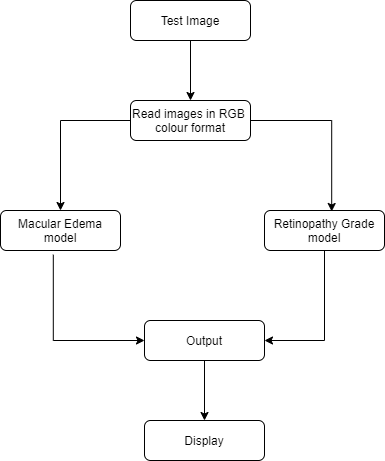 Test Image
Read images in RGB
colour format
Macular Edema
model
Retinopathy Grade
model
Output
Display